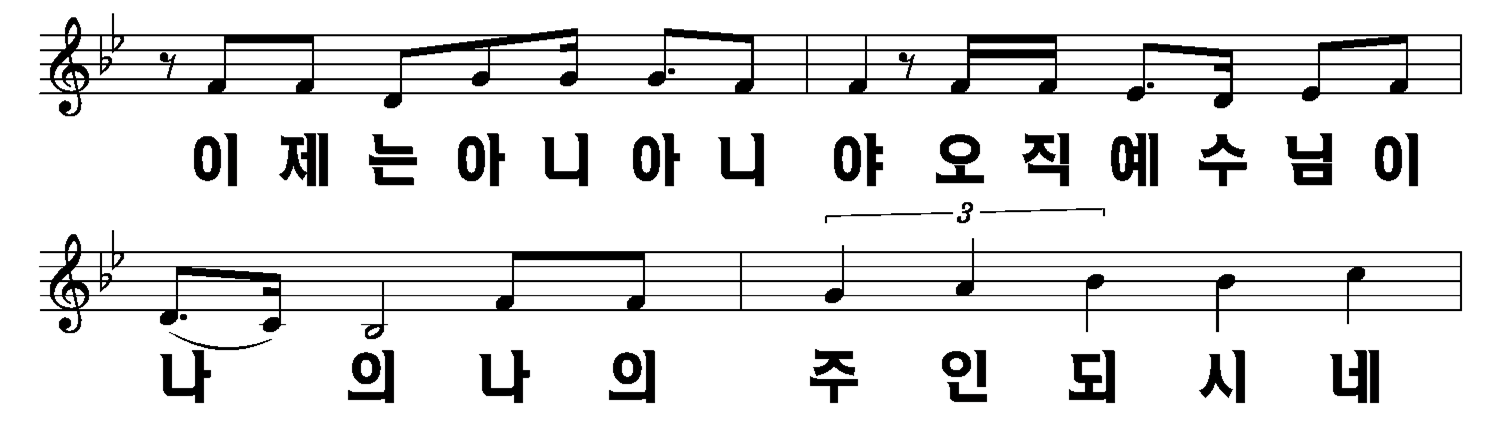 이 제 는 아 니 아 니 야 오 직 예 수 님 이
3
나 의 나 의 주 인 되 시 네